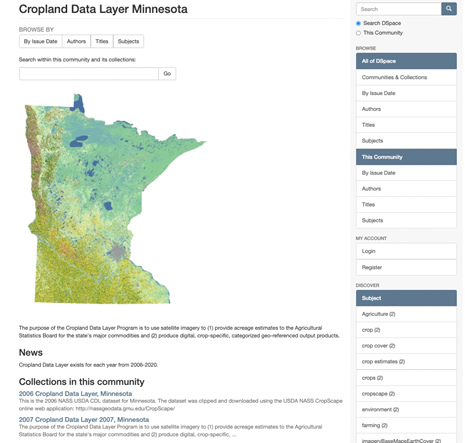 Cropland Data Layer Minnesota
BROWSE BY
By Issue Date
Authors
Titles
Subjects
Search within this community and its collections:
Go
The purpose of the Cropland Data Layer Program is to use satellite imagery to (1) provide acreage estimates to the Agricultural
Statistics Board for the state's major commodities and (2) produce digital, crop-specific, categorized geo-referenced output products.
News
Cropland Data Layer exists for each year from 2006-2020.
Collections in this community
2006 Cropland Data Layer, Minnesota
This is the 2006 NASS USDA CDL dataset for Minnesota. The dataset was clipped and downloaded using the USDA NASS CropScape
online web application: http://nassgeodata.gmu.edu/CropScape/
2007 Cropland Data Layer 2007, Minnesota
The purpose of the Cropland Data Layer Program is to use satellite imagery to (1) provide acreage estimates to the Agricultural
Statistics Board for the state's major commodities and (2) produce digital, crop-specific, ...
Search
Search DSpace
This Community
BROWSE
All of DSpace
Communities & Collections
By Issue Date
Authors
Titles
Subjects
This Community
By Issue Date
Authors
Titles
Subjects
MY ACCOUNT
Login
Register
DISCOVER
Subject
Agriculture (2)
crop (2)
crop cover (2)
crop estimates (2)
crops (2)
cropscape (2)
environment (2)
farming (2)
imageryBaseMapsEarthCover (2)